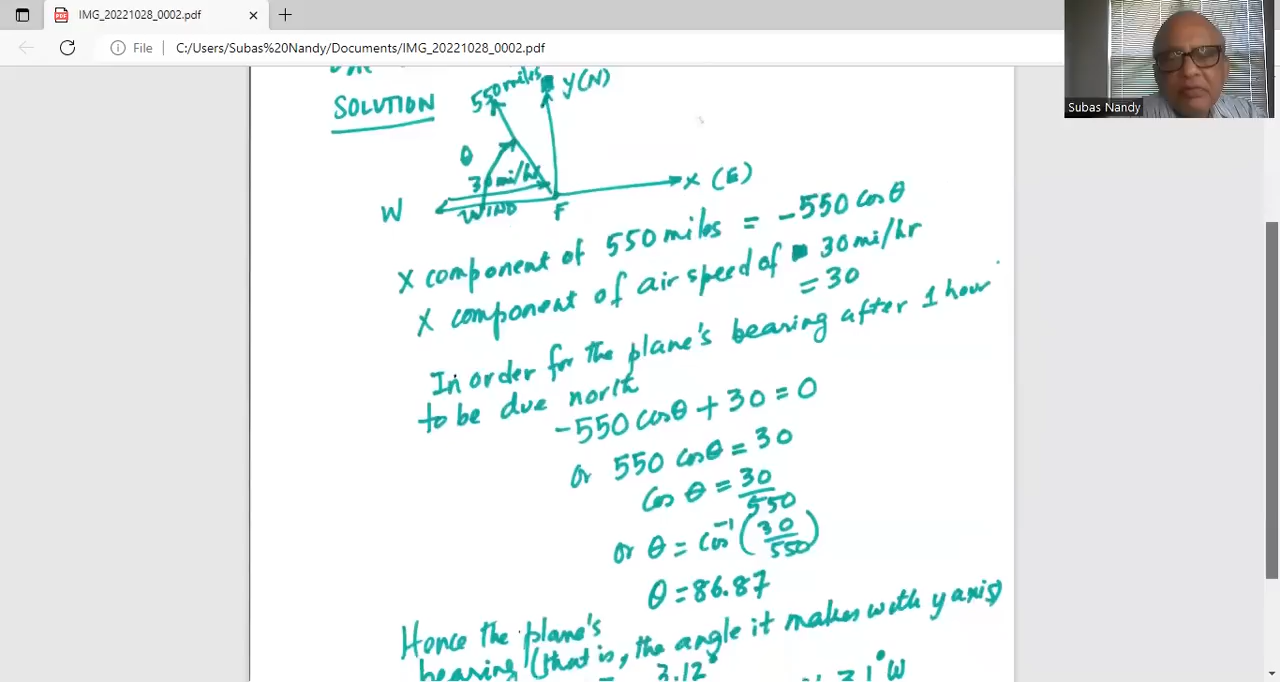 IMG_20221028_0002.pdf
File C:/Users/Subas%20Nandy/Documents/IMG_20221028_0002.pdf
Subas Nandy
SOLUTION
550 miles
Y(N)
θ
30 mi/hr
X (E)
W
WIND
F
X component of 550 miles = -550 cos θ
X component of air speed of 30 mi/hr
= 30
In order for the plane's bearing after 1 hour
to be due north
-550 cos θ + 30 = 0
or 550 cos θ = 30
cos θ = 30/550
or θ = cos⁻¹ (30/550)
θ = 86.87
Hence the plane's
bearing (that is, the angle it makes with y axis)
3.12°
3.1° W